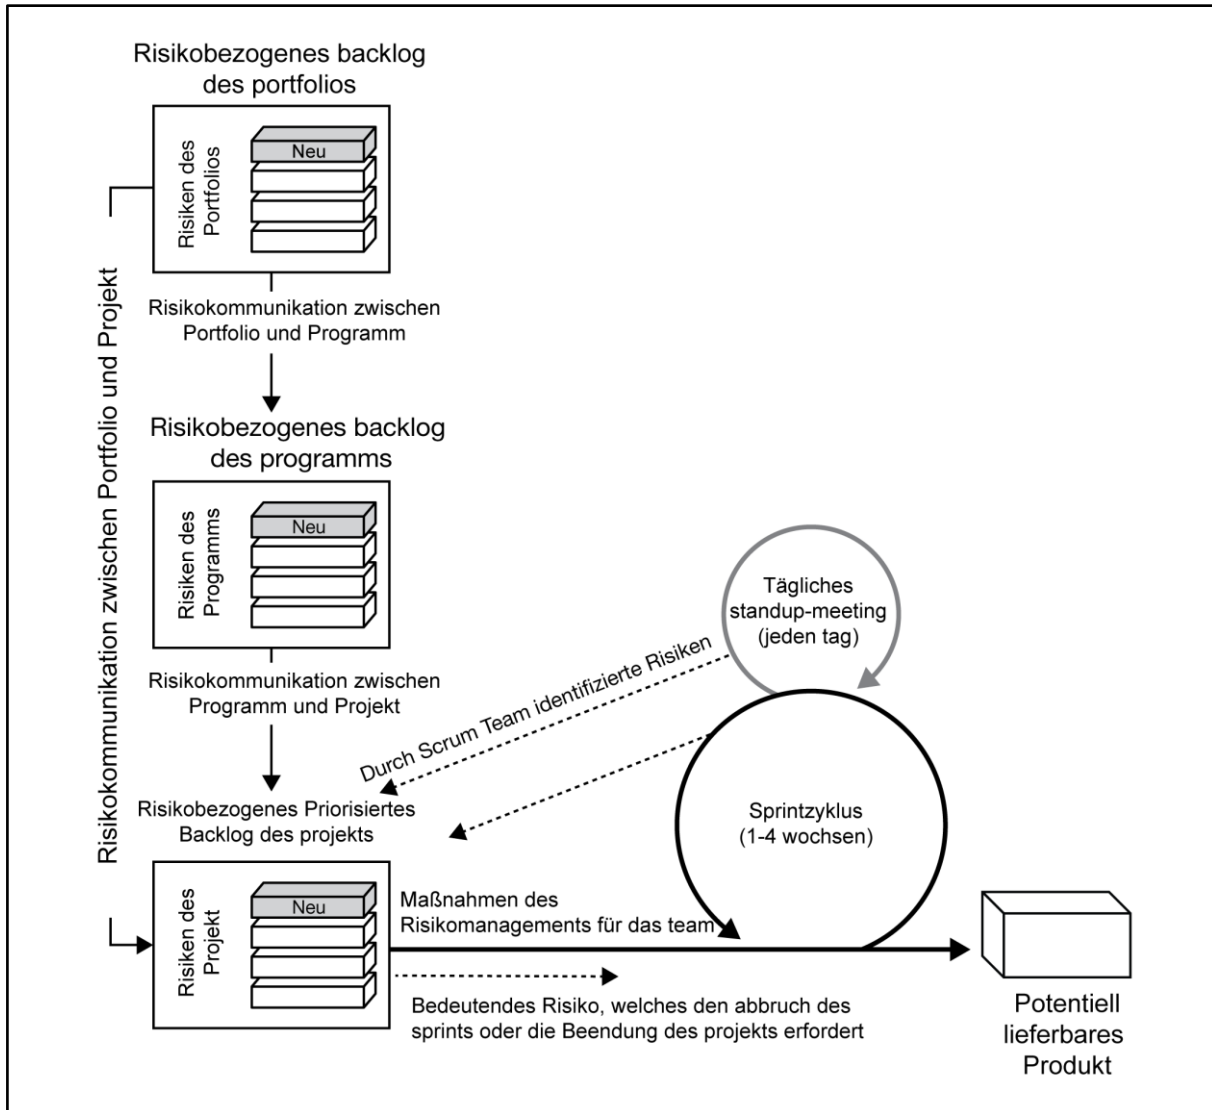 Risikobezogenes backlog
des portfolios
Risiken des
Portfolios
Neu
Risikokommunikation zwischen
Portfolio und Programm
Risikokommunikation zwischen Portfolio und Projekt
Risikobezogenes backlog
des programms
Risiken des
Programms
Neu
Risikokommunikation zwischen
Programm und Projekt
Tägliches
standup-meeting
(jeden tag)
Durch Scrum Team identifizierte Risiken
Risikobezogenes Priorisiertes
Backlog des projekts
Sprintzyklus
(1-4 wochsen)
Risiken des
Projekt
Neu
Maßnahmen des
Risikomanagements für das team
Bedeutendes Risiko, welches den abbruch des
sprints oder die Beendung des projekts erfordert
Potentiell
lieferbares
Produkt